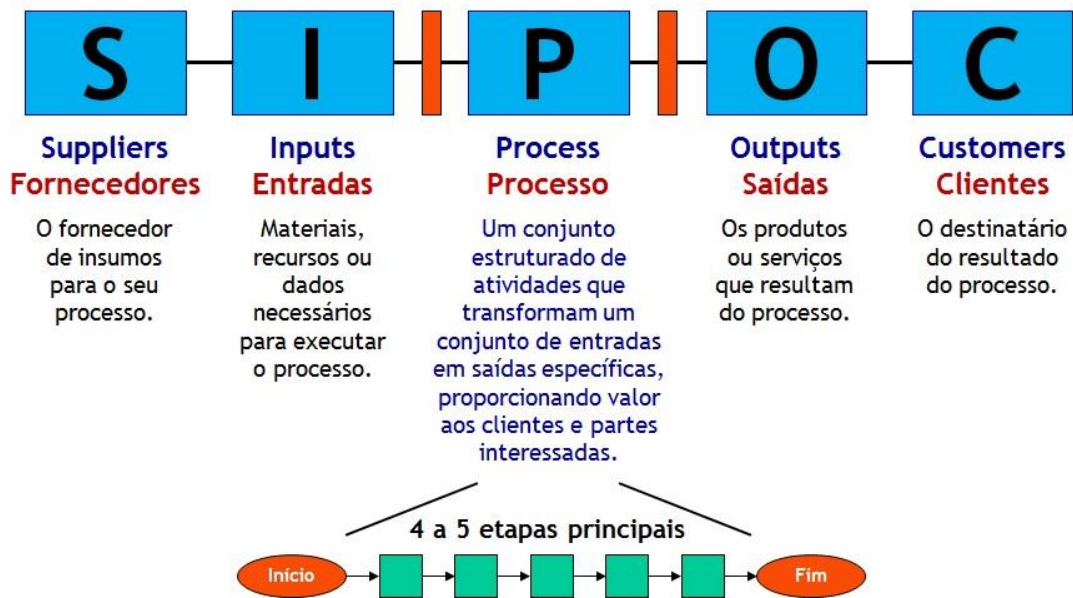 S
I
P
O
C
Suppliers
Fornecedores
O fornecedor
de insumos
para o seu
processo.
Inputs
Entradas
Materiais,
recursos ou
dados
necessários
para executar
o processo.
Process
Processo
Um conjunto
estruturado de
atividades que
transformam um
conjunto de entradas
em saídas específicas,
proporcionando valor
aos clientes e partes
interessadas.
Outputs
Saídas
Os produtos
ou serviços
que resultam
do processo.
Customers
Clientes
O destinatário
do resultado
do processo.
4 a 5 etapas principais
Início
Fim